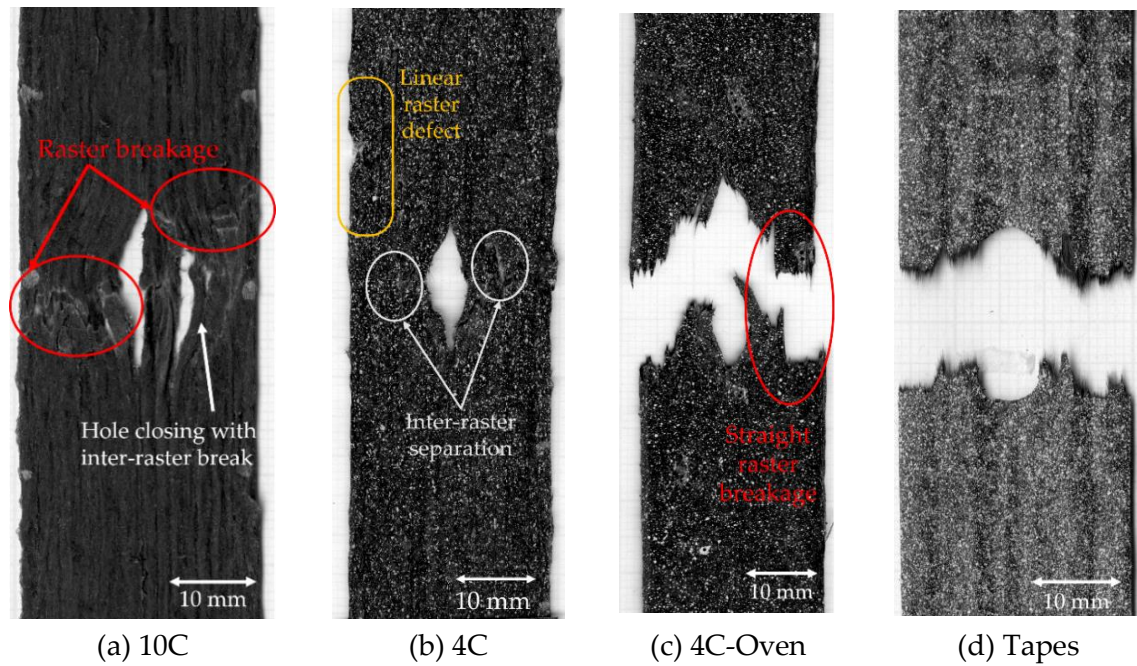 Raster breakage
Hole closing with
inter-raster break
10 mm
(a) 10C
Linear
raster
defect
Inter-raster
separation
10 mm
(b) 4C
Straight
raster
breakage
10 mm
(c) 4C-Oven
10 mm
(d) Tapes